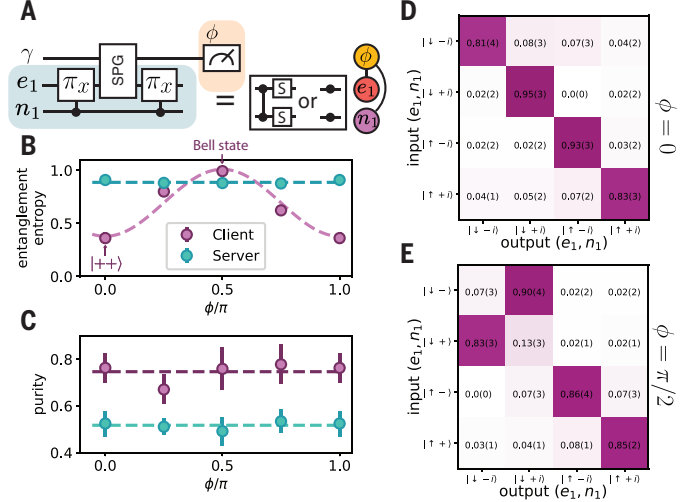 A
γ
e₁
n₁
π_x
SPG
π_x
ϕ
=
S
S
or
ϕ
e₁
n₁
B
Bell state
entanglement
entropy
1.0
0.5
0.0
|++⟩
Client
Server
0.0
0.5
1.0
ϕ/π
C
purity
0.8
0.6
0.4
0.0
0.5
1.0
ϕ/π
D
input (e₁, n₁)
|↓ −i⟩
0.81(4) 0.08(3) 0.07(3) 0.04(2)
|↓ +i⟩
0.02(2) 0.95(3) 0.0(0) 0.02(2)
|↑ −i⟩
0.02(2) 0.02(2) 0.93(3) 0.03(2)
|↑ +i⟩
0.04(1) 0.05(2) 0.07(2) 0.83(3)
|↓ −i⟩ |↓ +i⟩ |↑ −i⟩ |↑ +i⟩
output (e₁, n₁)
ϕ = 0
E
input (e₁, n₁)
|↓ −⟩
0.07(3) 0.90(4) 0.02(2) 0.02(2)
|↓ +⟩
0.83(3) 0.13(3) 0.02(1) 0.02(1)
|↑ −⟩
0.0(0) 0.07(3) 0.86(4) 0.07(3)
|↑ +⟩
0.03(1) 0.04(1) 0.08(1) 0.85(2)
|↓ −i⟩ |↓ +i⟩ |↑ −i⟩ |↑ +i⟩
output (e₁, n₁)
ϕ = π/2